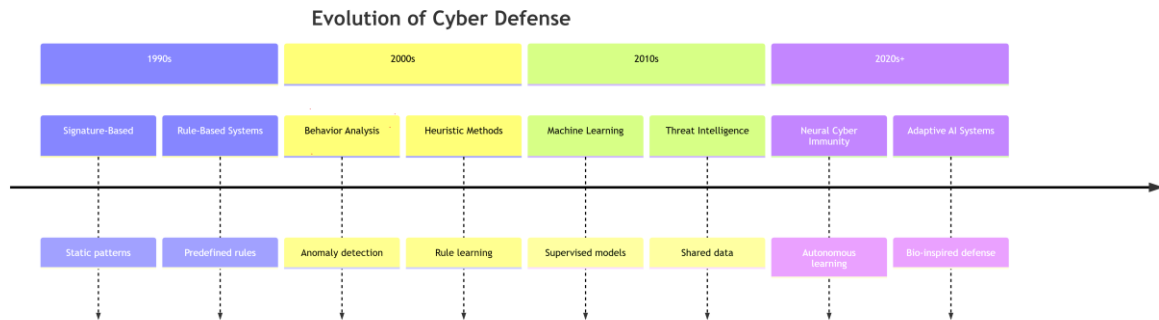 Evolution of Cyber Defense
1990s
2000s
2010s
2020s+
Signature-Based
Rule-Based Systems
Behavior Analysis
Heuristic Methods
Machine Learning
Threat Intelligence
Neural Cyber
Immunity
Adaptive AI Systems
Static patterns
Predefined rules
Anomaly detection
Rule learning
Supervised models
Shared data
Autonomous
learning
Bio-inspired defense